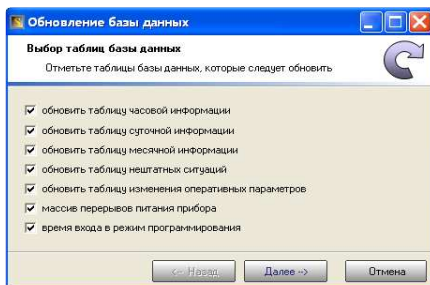 Обновление базы данных
Выбор таблиц базы данных
Отметьте таблицы базы данных, которые следует обновить
обновить таблицу часовой информации
обновить таблицу суточной информации
обновить таблицу месячной информации
обновить таблицу нештатных ситуаций
обновить таблицу изменения оперативных параметров
массив перерывов питания прибора
время входа в режим программирования
<-- Назад
Далее -->
Отмена